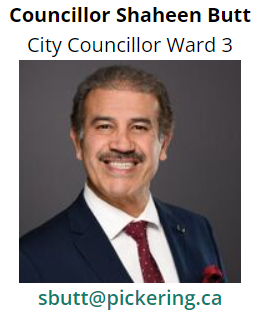 Councillor Shaheen Butt
City Councillor Ward 3
sbutt@pickering.ca